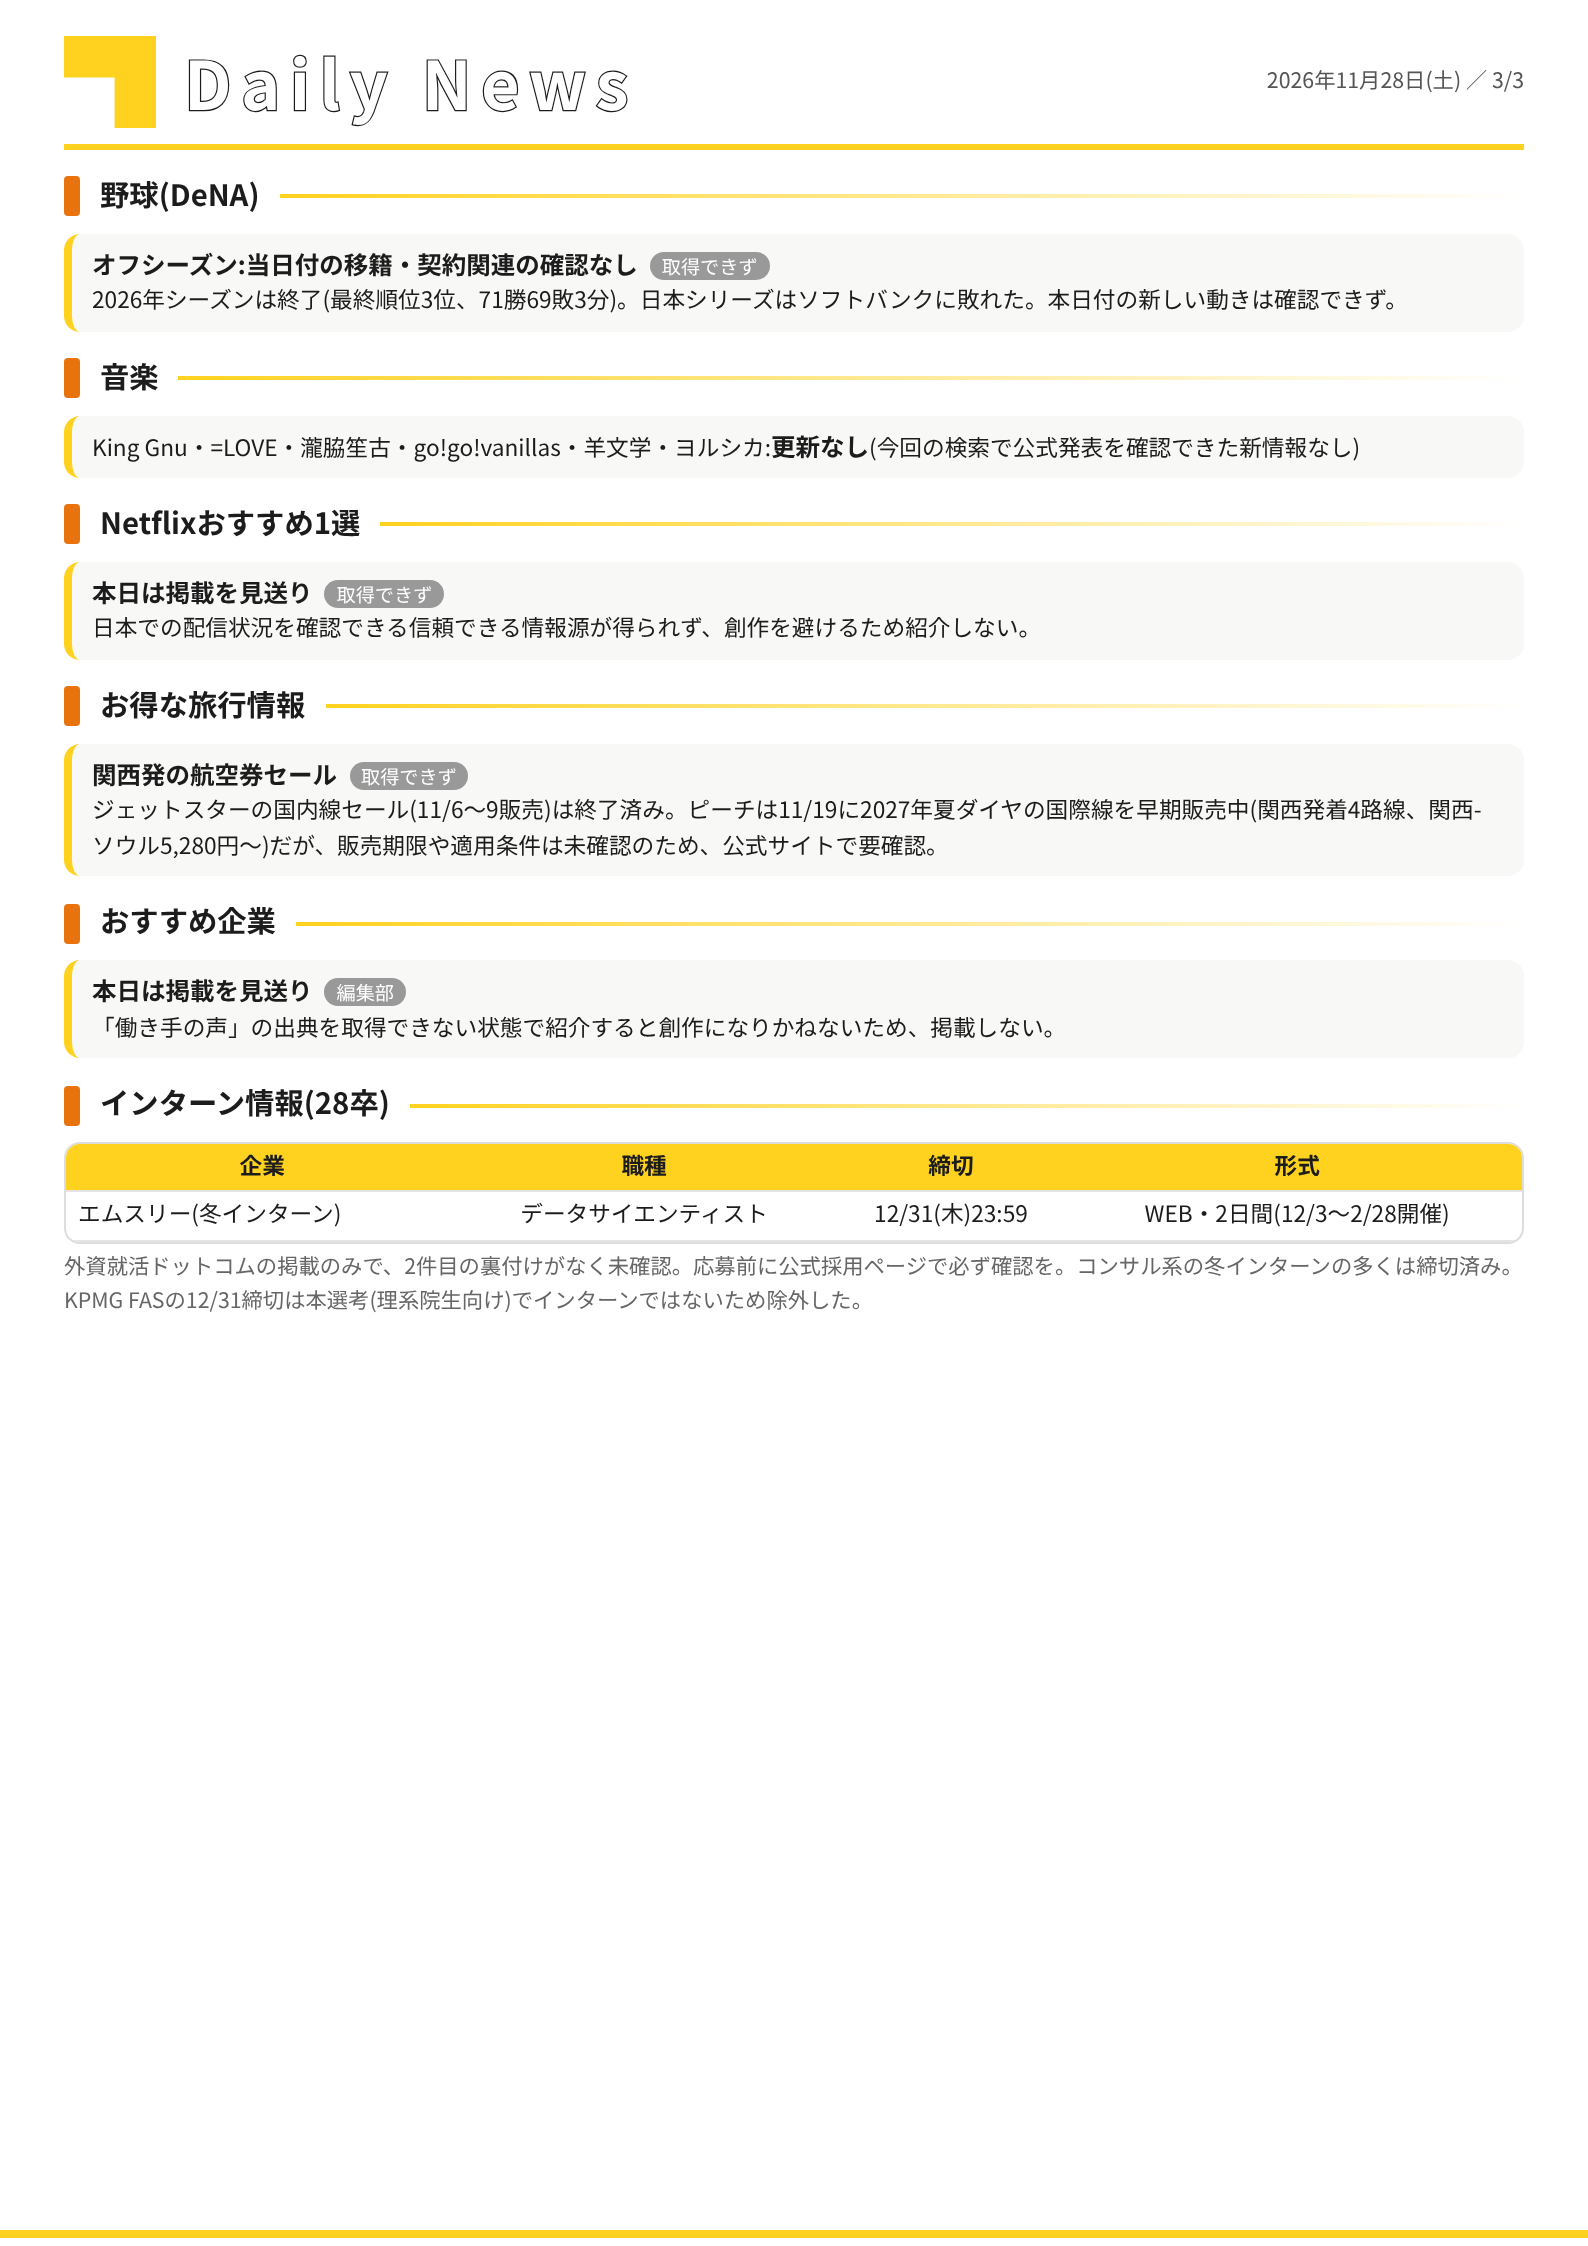 Daily News
2026年11月28日(土) ／ 3/3
野球(DeNA)
オフシーズン:当日付の移籍・契約関連の確認なし 取得できず
2026年シーズンは終了(最終順位3位、71勝69敗3分)。日本シリーズはソフトバンクに敗れた。本日付の新しい動きは確認できず。
音楽
King Gnu・=LOVE・瀧脇笙古・go!go!vanillas・羊文学・ヨルシカ:更新なし(今回の検索で公式発表を確認できた新情報なし)
Netflixおすすめ1選
本日は掲載を見送り 取得できず
日本での配信状況を確認できる信頼できる情報源が得られず、創作を避けるため紹介しない。
お得な旅行情報
関西発の航空券セール 取得できず
ジェットスターの国内線セール(11/6〜9販売)は終了済み。ピーチは11/19に2027年夏ダイヤの国際線を早期販売中(関西発着4路線、関西-
ソウル5,280円〜)だが、販売期限や適用条件は未確認のため、公式サイトで要確認。
おすすめ企業
本日は掲載を見送り 編集部
「働き手の声」の出典を取得できない状態で紹介すると創作になりかねないため、掲載しない。
インターン情報(28卒)
企業 職種 締切 形式
エムスリー(冬インターン) データサイエンティスト 12/31(木)23:59 WEB・2日間(12/3〜2/28開催)
外資就活ドットコムの掲載のみで、2件目の裏付けがなく未確認。応募前に公式採用ページで必ず確認を。コンサル系の冬インターンの多くは締切済み。
KPMG FASの12/31締切は本選考(理系院生向け)でインターンではないため除外した。